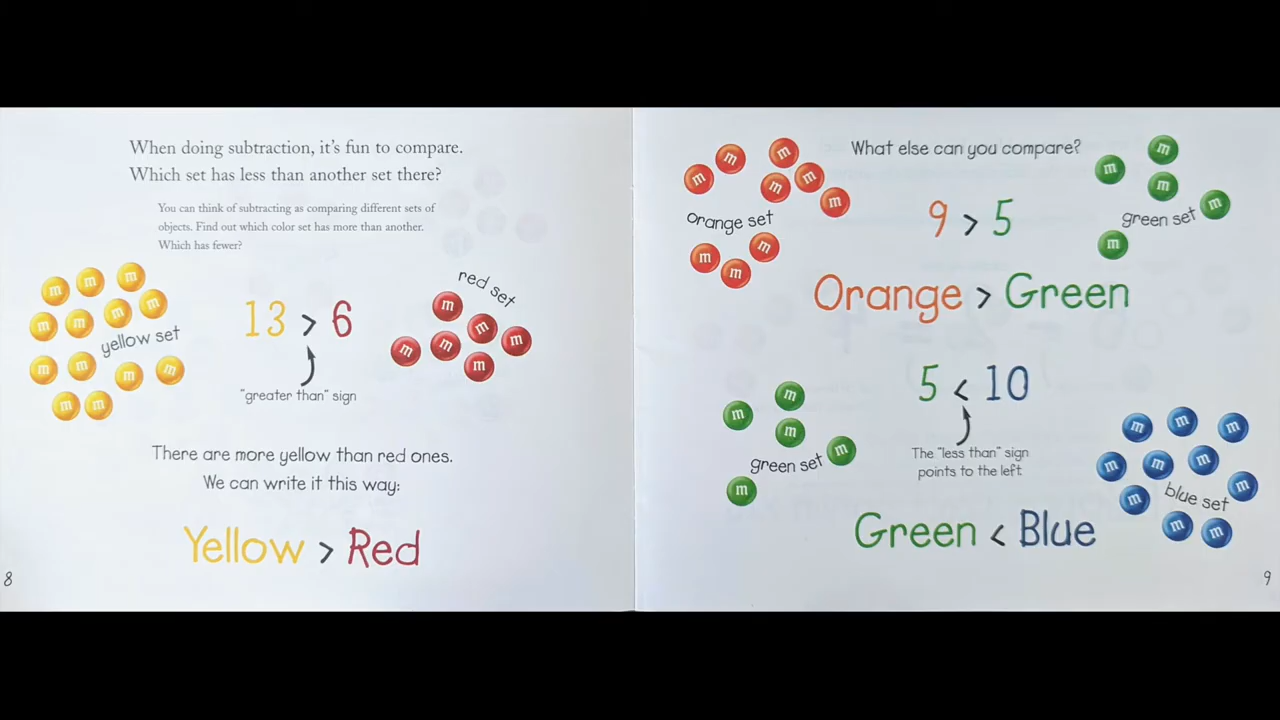 When doing subtraction, it's fun to compare.
Which set has less than another set there?
You can think of subtracting as comparing different sets of
objects. Find out which color set has more than another.
Which has fewer?
m m m
m m m m
yellow set
m m m m
m m
13 > 6
"greater than" sign
red set
m
m m
m m
m
There are more yellow than red ones.
We can write it this way:
Yellow > Red
8
What else can you compare?
m m m m m m
orange set
m m m
9 > 5
m m m m
green set
m
Orange > Green
5 < 10
The "less than" sign
points to the left.
m m m m
green set
m
m m m
m m m
m m
blue set
m m
Green < Blue
9